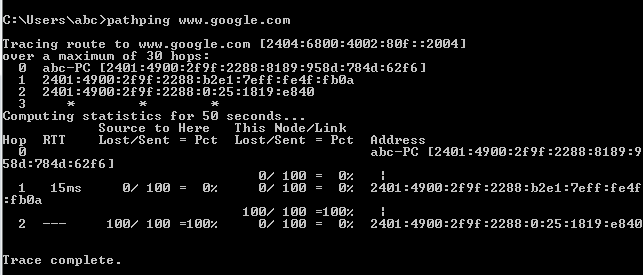 C:\Users\abc>pathping www.google.com
Tracing route to www.google.com [2404:6800:4002:80f::2004]
over a maximum of 30 hops:
  0  abc-PC [2401:4900:2f9f:2288:8189:958d:784d:62f6]
  1  2401:4900:2f9f:2288:b2e1:7eff:fe4f:fb0a
  2  2401:4900:2f9f:2288:0:25:1819:e840
  3     *        *        *
Computing statistics for 50 seconds...
            Source to Here   This Node/Link
Hop  RTT    Lost/Sent = Pct  Lost/Sent = Pct  Address
  0                                           abc-PC [2401:4900:2f9f:2288:8189:9
58d:784d:62f6]
                                0/ 100 =  0%   |
  1   15ms     0/ 100 =  0%     0/ 100 =  0%  2401:4900:2f9f:2288:b2e1:7eff:fe4f
:fb0a
                              100/ 100 =100%   |
  2  ---     100/ 100 =100%     0/ 100 =  0%  2401:4900:2f9f:2288:0:25:1819:e840
Trace complete.